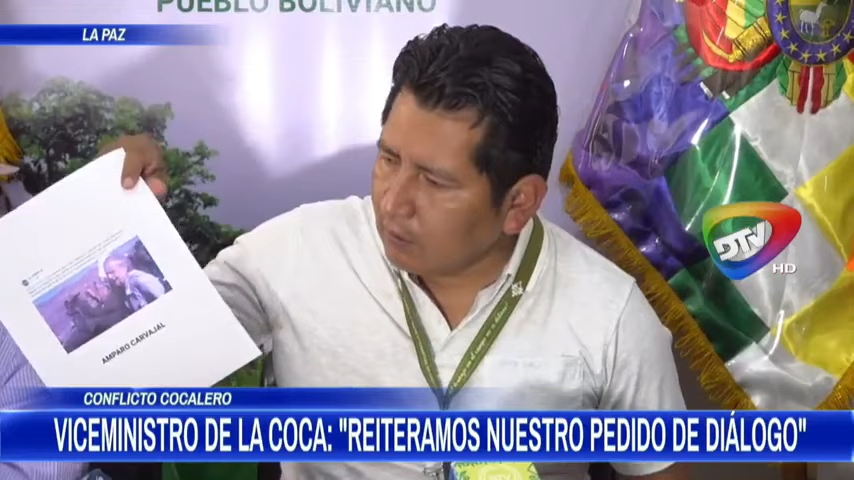 PUEBLO BOLIVIANO
LA PAZ
DTV
HD
AMPARO CARVAJAL
CONFLICTO COCALERO
VICEMINISTRO DE LA COCA: "REITERAMOS NUESTRO PEDIDO DE DIÁLOGO"